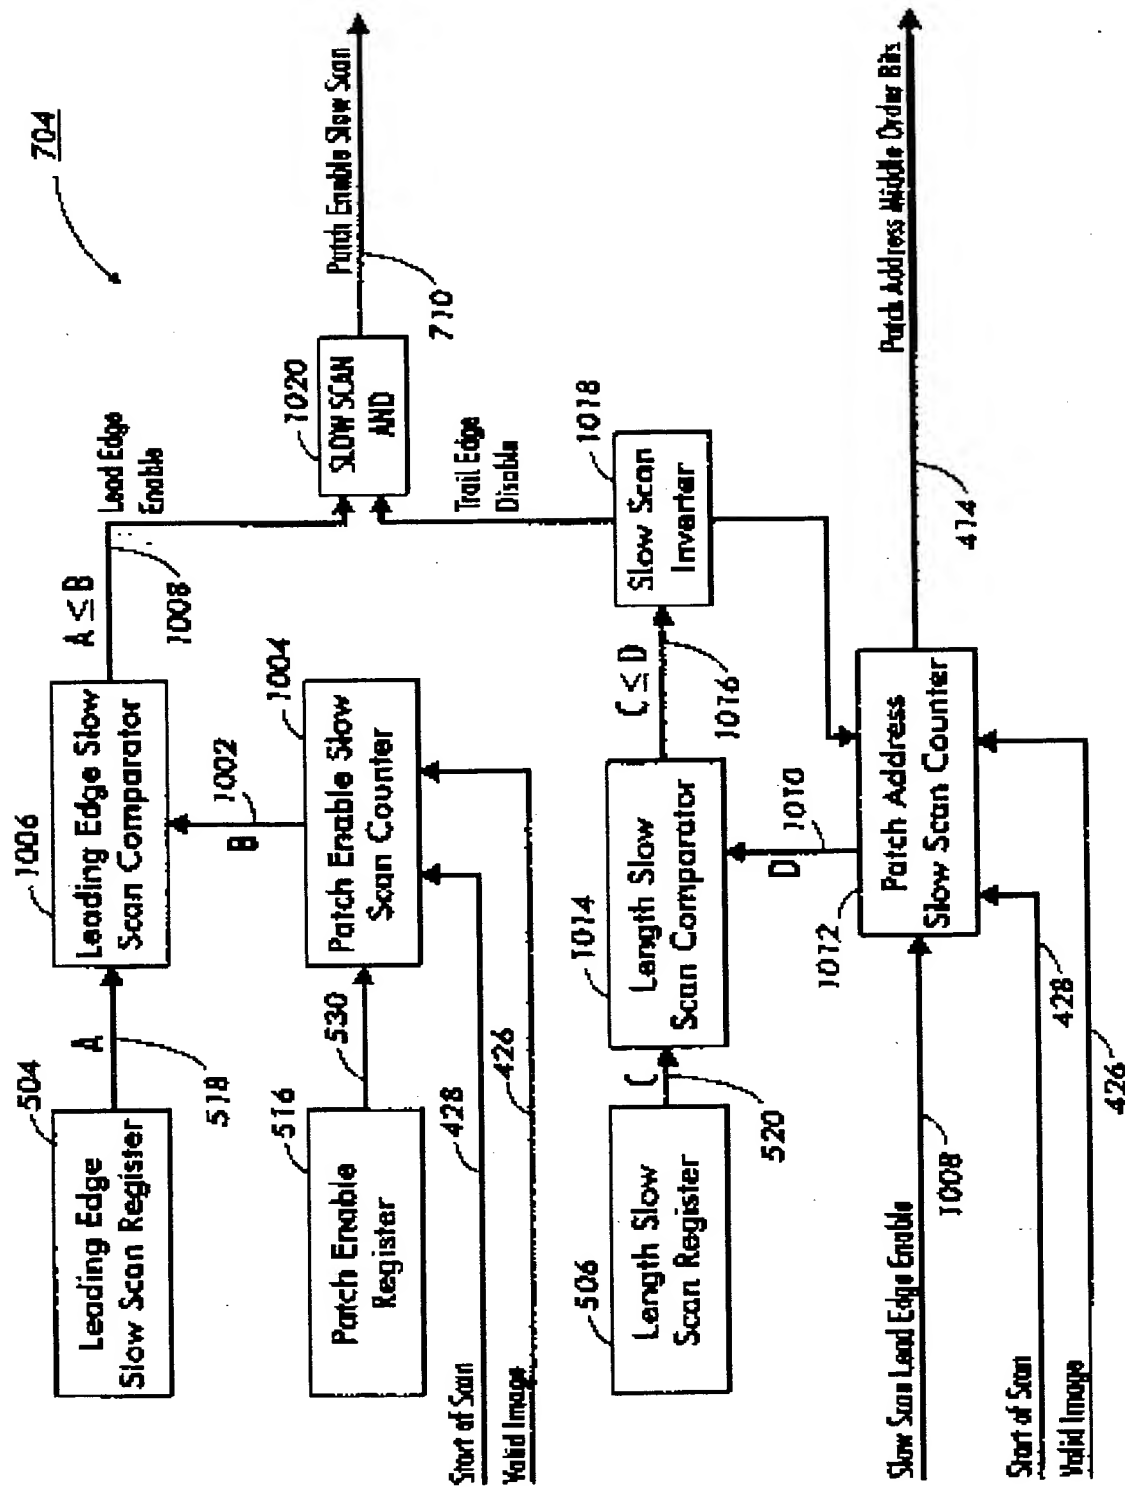 704
504
Leading Edge
Slow Scan Register
A
518
1006
Leading Edge Slow
Scan Comparator
A ≤ B
1008
Lead Edge
Enable
516
Patch Enable
Register
530
B
1002
1004
Patch Enable Slow
Scan Counter
1020
SLOW SCAN
AND
Patch Enable Slow Scan
710
Start of Scan
428
Valid Image
426
Trail Edge
Disable
506
Length Slow
Scan Register
C
520
1014
Length Slow
Scan Comparator
C ≤ D
1016
1018
Slow Scan
Inverter
D
1010
Slow Scan Lead Edge Enable
1008
1012
Patch Address
Slow Scan Counter
Patch Address Middle Order Bits
414
Start of Scan
428
Valid Image
426